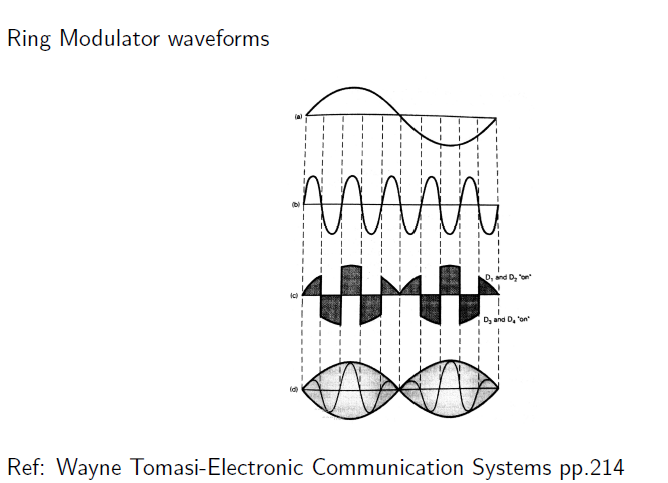 Ring Modulator waveforms
(a)
(b)
D₁ and D₂ "on"
(c)
D₃ and D₄ "on"
(d)
Ref: Wayne Tomasi-Electronic Communication Systems pp.214